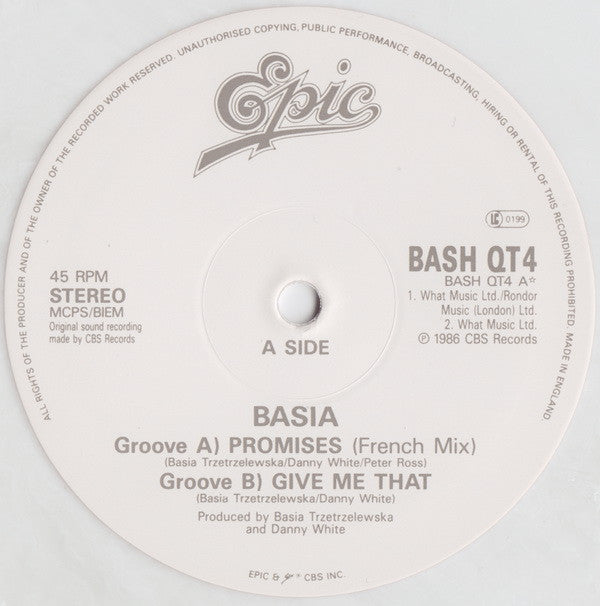 ALL RIGHTS OF THE PRODUCER AND OF THE OWNER OF THE RECORDED WORK RESERVED. UNAUTHORISED COPYING, PUBLIC PERFORMANCE, BROADCASTING, HIRING OR RENTAL OF THIS RECORDING PROHIBITED. MADE IN ENGLAND
Epic
LC 0199
45 RPM
STEREO
MCPS/BIEM
Original sound recording
made by CBS Records
BASH QT4
BASH QT4 A☆
1. What Music Ltd./Rondor
Music (London) Ltd.
2. What Music Ltd.
℗ 1986 CBS Records
A SIDE
BASIA
Groove A) PROMISES (French Mix)
(Basia Trzetrzelewska/Danny White/Peter Ross)
Groove B) GIVE ME THAT
(Basia Trzetrzelewska/Danny White)
Produced by Basia Trzetrzelewska
and Danny White
EPIC & ® CBS INC.